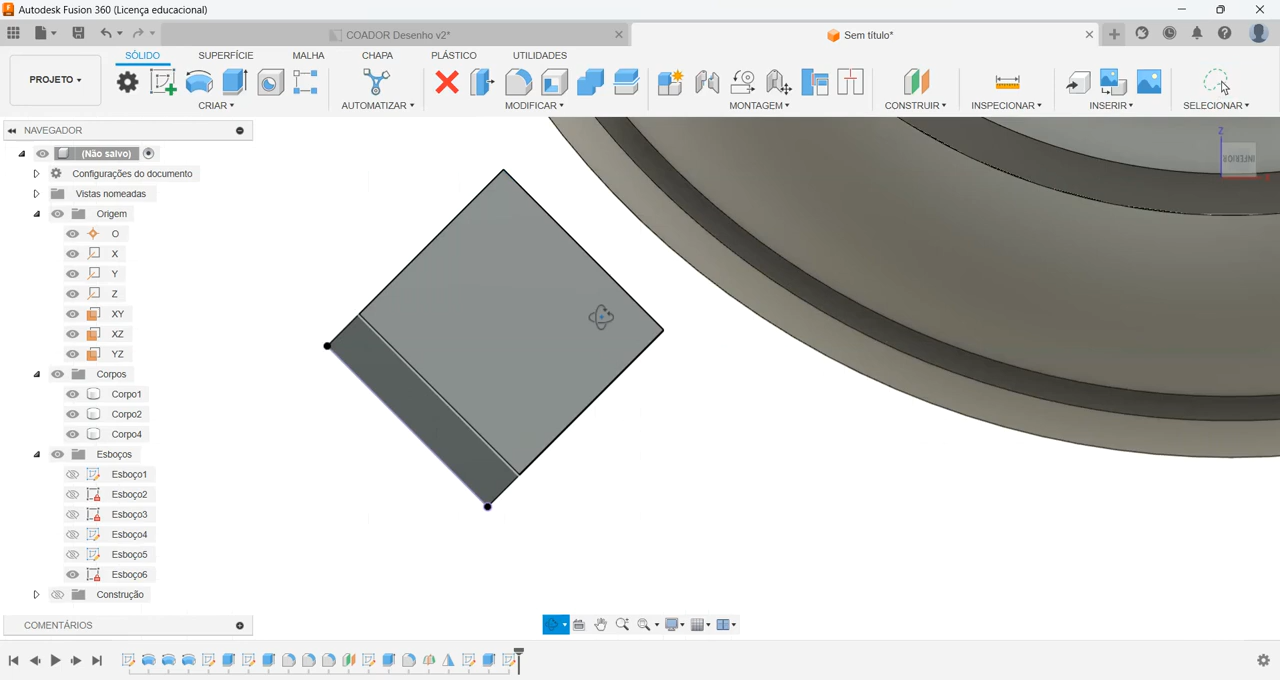 Autodesk Fusion 360 (Licença educacional)
COADOR Desenho v2*
Sem título*
PROJETO
SÓLIDO
SUPERFÍCIE
MALHA
CHAPA
PLÁSTICO
UTILIDADES
CRIAR
AUTOMATIZAR
MODIFICAR
MONTAGEM
CONSTRUIR
INSPECIONAR
INSERIR
SELECIONAR
NAVEGADOR
(Não salvo)
Configurações do documento
Vistas nomeadas
Origem
O
X
Y
Z
XY
XZ
YZ
Corpos
Corpo1
Corpo2
Corpo4
Esboços
Esboço1
Esboço2
Esboço3
Esboço4
Esboço5
Esboço6
Construção
COMENTÁRIOS
Z
INFERIOR
X